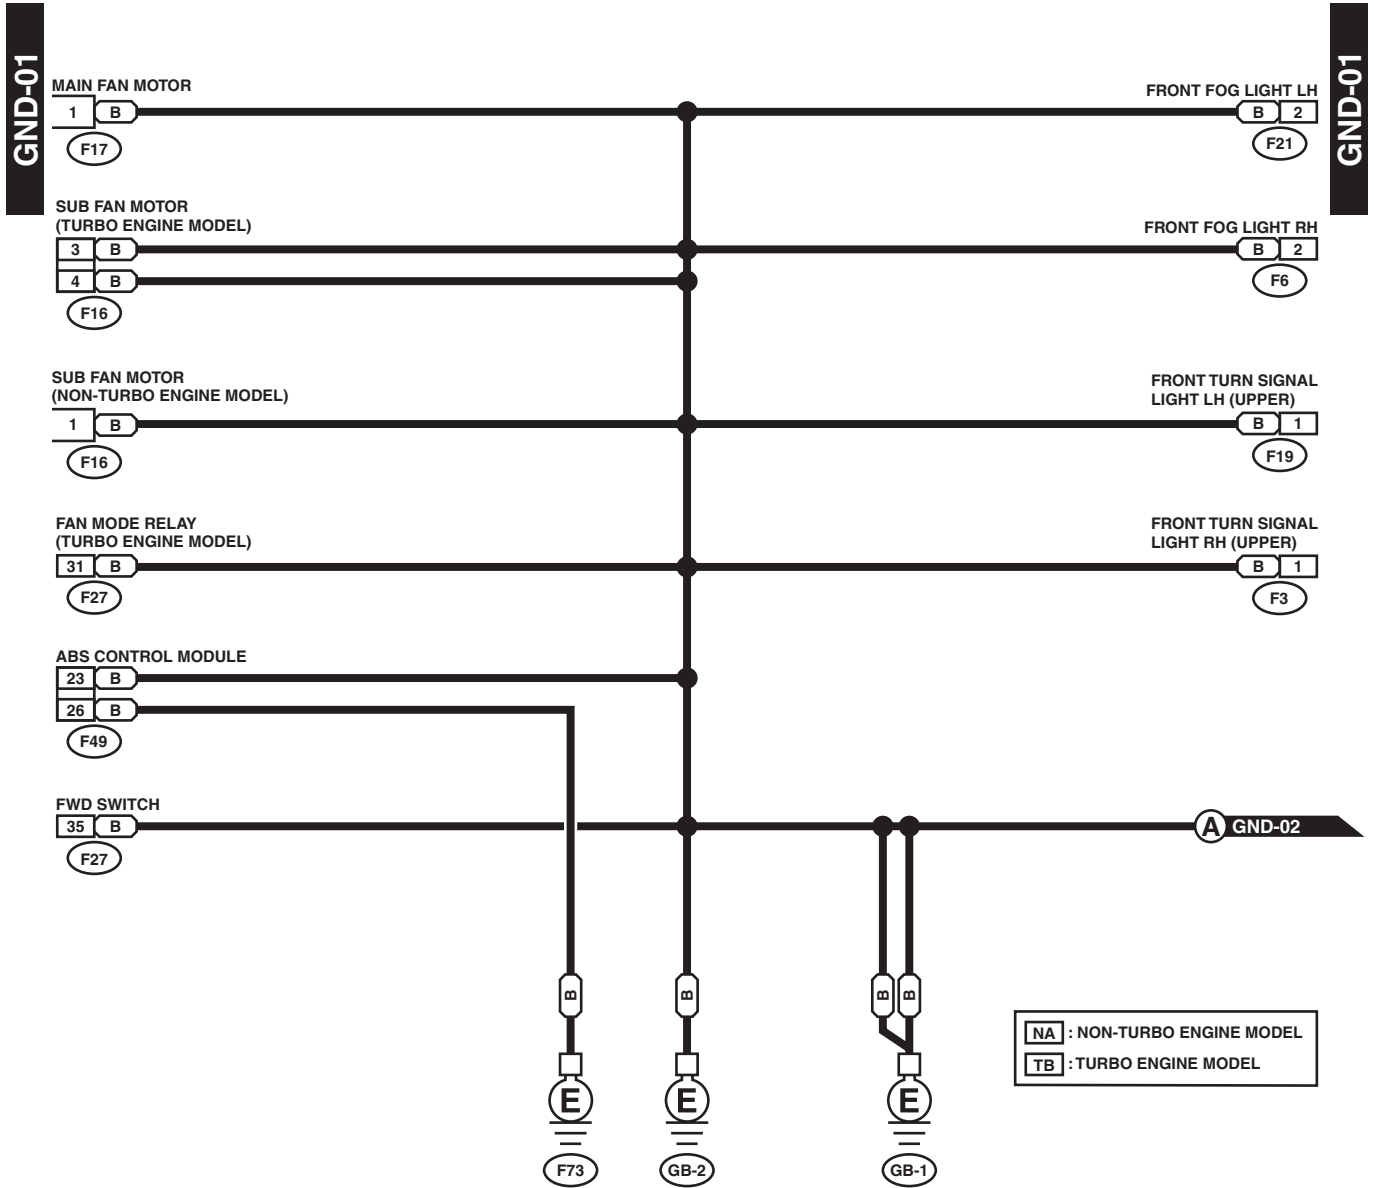 GND-01
GND-01
MAIN FAN MOTOR
1 B
F17
FRONT FOG LIGHT LH
B 2
F21
SUB FAN MOTOR
(TURBO ENGINE MODEL)
3 B
4 B
F16
FRONT FOG LIGHT RH
B 2
F6
SUB FAN MOTOR
(NON-TURBO ENGINE MODEL)
1 B
F16
FRONT TURN SIGNAL
LIGHT LH (UPPER)
B 1
F19
FAN MODE RELAY
(TURBO ENGINE MODEL)
31 B
F27
FRONT TURN SIGNAL
LIGHT RH (UPPER)
B 1
F3
ABS CONTROL MODULE
23 B
26 B
F49
FWD SWITCH
35 B
F27
A GND-02
B
B
B B
NA : NON-TURBO ENGINE MODEL
TB : TURBO ENGINE MODEL
E
E
E
F73
GB-2
GB-1